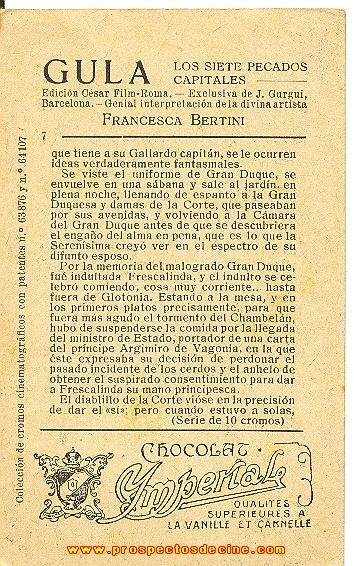 GULA LOS SIETE PECADOS
CAPITALES
Edición César Film-Roma. — Exclusiva de J. Gurgui,
Barcelona. — Genial interpretación de la divina artista
FRANCESCA BERTINI
7
que tiene a su Gallardo capitán, se le ocurren
ideas verdaderamente fantasmales.
Se viste el uniforme de Gran Duque, se
envuelve en una sábana y sale al jardín, en
plena noche, llenando de espanto a la Gran
Duquesa y damas de la Corte, que paseaban
por sus avenidas, y volviendo a la Cámara
del Gran Duque antes de que se descubriera
el engaño del alma en pena, que es lo que la
Serenísima creyó ver en el espectro de su
difunto esposo.
Por la memoria del malogrado Gran Duque,
fué indultada Frescalinda, y el indulto se ce-
lebró comiendo, cosa muy corriente... hasta
fuera de Glotonia. Estando a la mesa, y en
los primeros platos precisamente, para que
fuera más agudo el tormento del Chambelán,
hubo de suspenderse la comida por la llegada
del ministro de Estado, portador de una carta
del príncipe Argimiro de Vagonia, en la que
éste expresaba su decisión de perdonar el
pasado incidente de los cerdos y el anhelo de
obtener el suspirado consentimiento para dar
a Frescalinda su mano principesca.
El diablillo de la Corte vióse en la precisión
de dar el «sí»; pero cuando estuvo a solas,
(Serie de 10 cromos)
Colección de cromos cinematográficos con patentes n.º 63876 y n.º 64107
CHOCOLAT
Imperiale
QUALITÉS
SUPERIEURES A
LA VANILLE ET CANNELLE
www.prospectosdecine.com